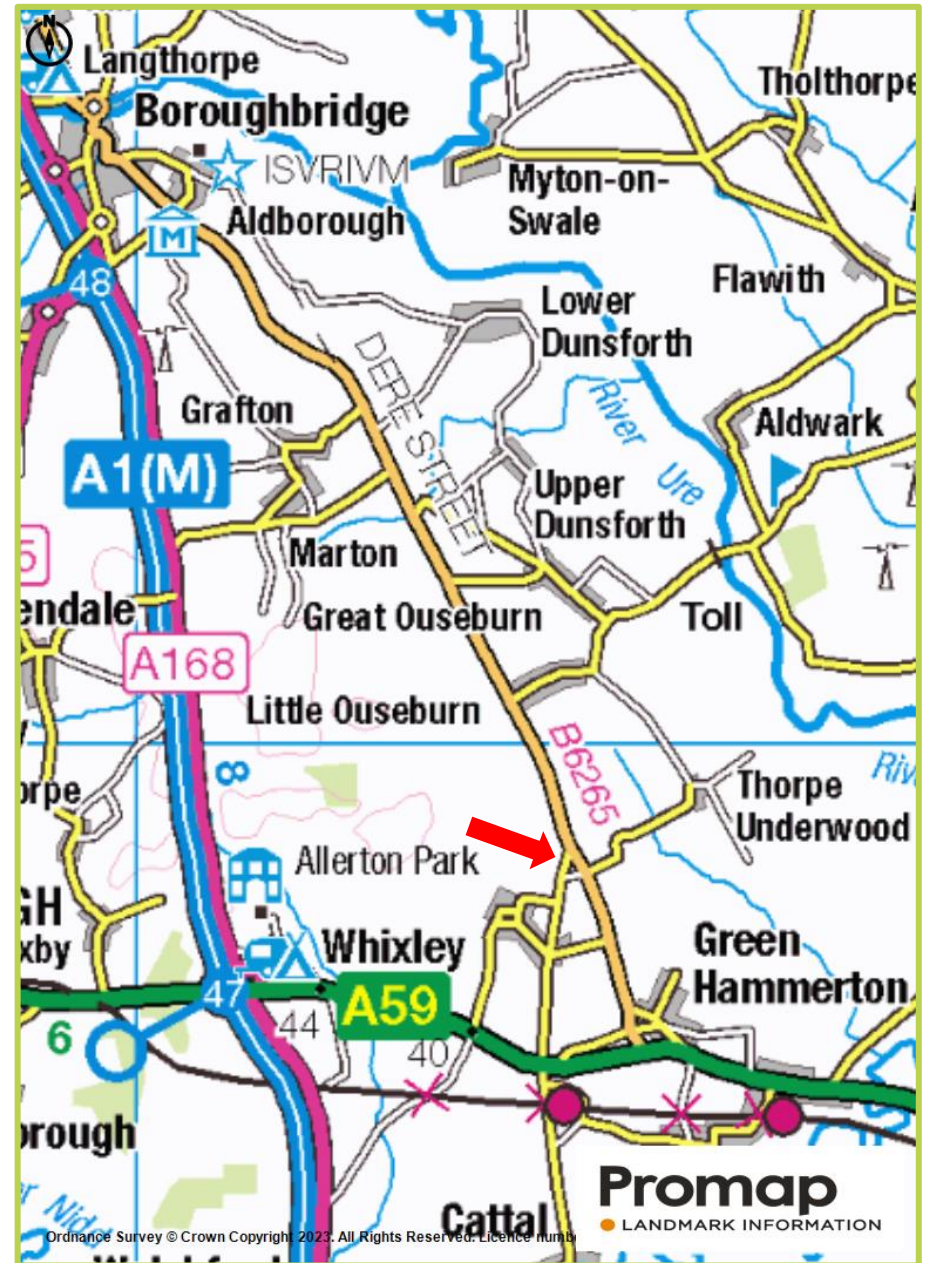 N
Langthorpe
Tholthorpe
Boroughbridge
ISVRIVM
Myton-on-
Swale
Aldborough
M
Flawith
48
Lower
Dunsforth
DERE STREET
Grafton
River Ure
Aldwark
A1(M)
Upper
Dunsforth
5
Marton
endale
Great Ouseburn
Toll
A168
Little Ouseburn
B6265
8
Riv
orpe
Thorpe
Underwood
Allerton Park
GH
xby
Whixley
Green
Hammerton
47
A59
6
44
40
orough
Promap
LANDMARK INFORMATION
Cattal
Nidd
Ordnance Survey © Crown Copyright 2023. All Rights Reserved. Licence numb